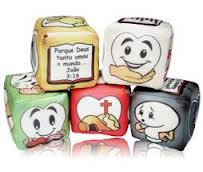 Porque Deus
tanto amou
o mundo...
João
3:16